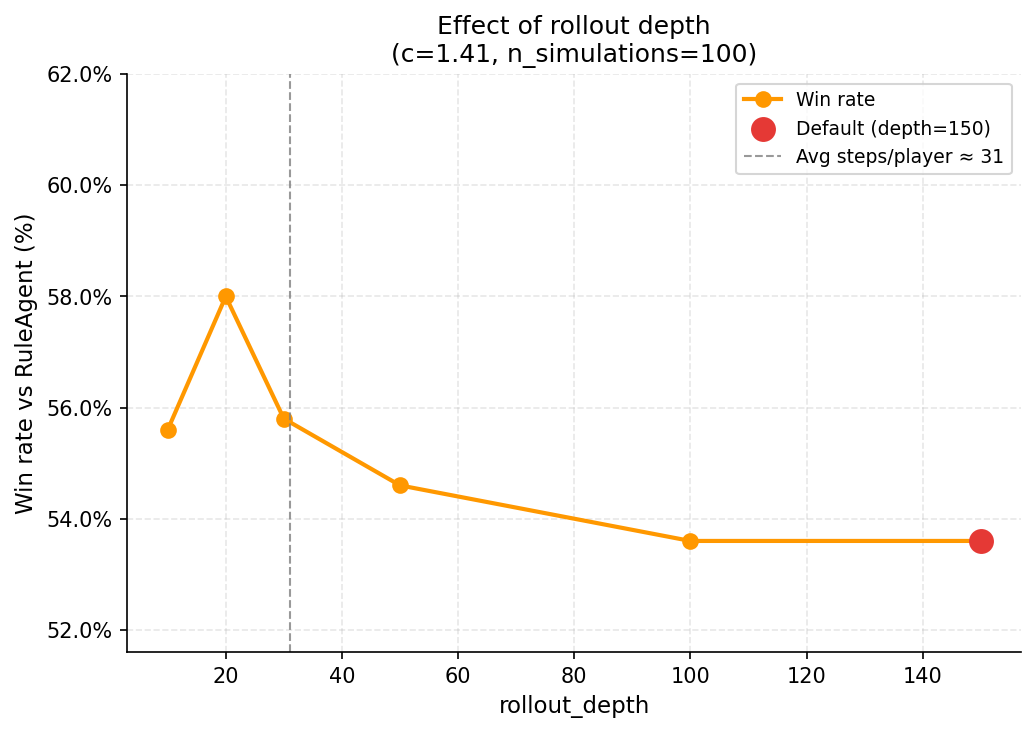 Effect of rollout depth
(c=1.41, n_simulations=100)
Win rate vs RuleAgent (%)
62.0%
60.0%
58.0%
56.0%
54.0%
52.0%
Win rate
Default (depth=150)
Avg steps/player ≈ 31
20 40 60 80 100 120 140
rollout_depth